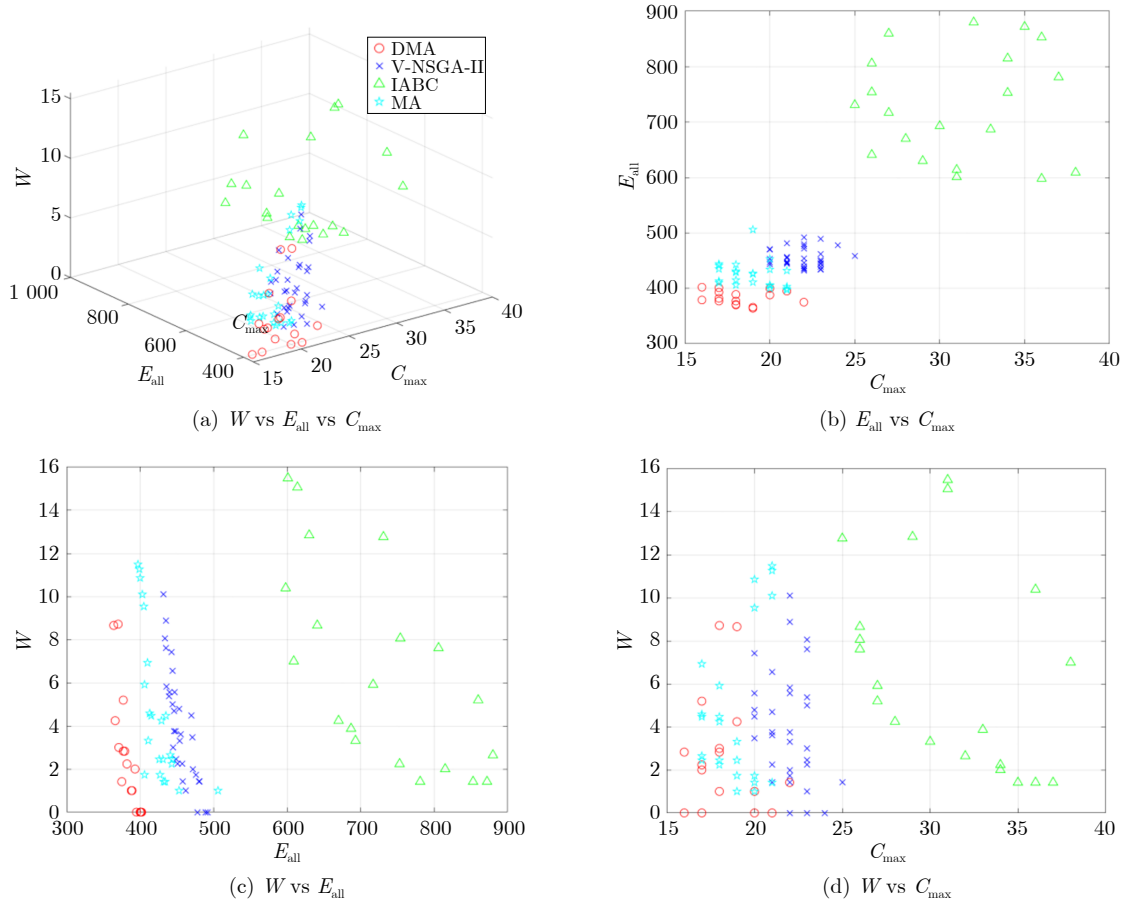 15
10
5
0
W
1 000
800
600
400
E_all
15
20
25
30
35
40
C_max
C_max
DMA
V-NSGA-II
IABC
MA
(a) W vs E_all vs C_max
900
800
700
600
500
400
300
E_all
15 20 25 30 35 40
C_max
(b) E_all vs C_max
16
14
12
10
8
6
4
2
0
W
300 400 500 600 700 800 900
E_all
(c) W vs E_all
16
14
12
10
8
6
4
2
0
W
15 20 25 30 35 40
C_max
(d) W vs C_max